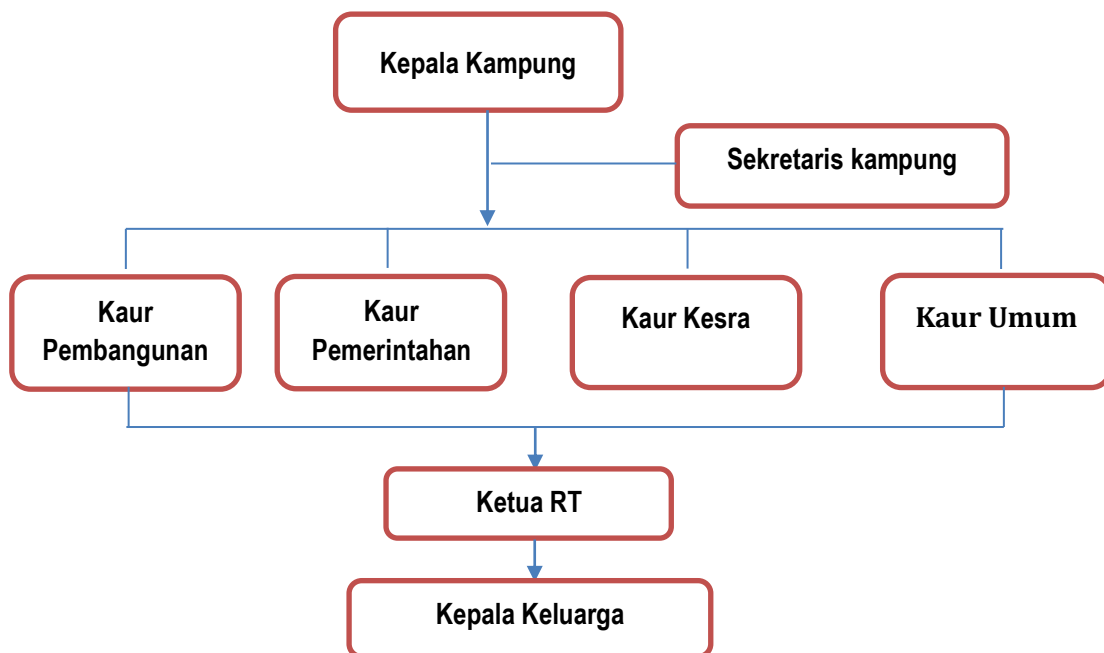 Kepala Kampung
Sekretaris kampung
Kaur
Pembangunan
Kaur
Pemerintahan
Kaur Kesra
Kaur Umum
Ketua RT
Kepala Keluarga